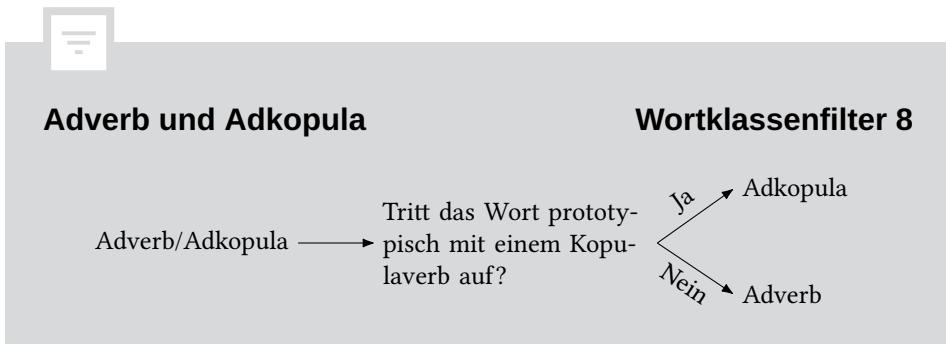 Adverb und Adkopula
Wortklassenfilter 8
Adverb/Adkopula
Tritt das Wort prototy-
pisch mit einem Kopu-
laverb auf?
Ja
Adkopula
Nein
Adverb